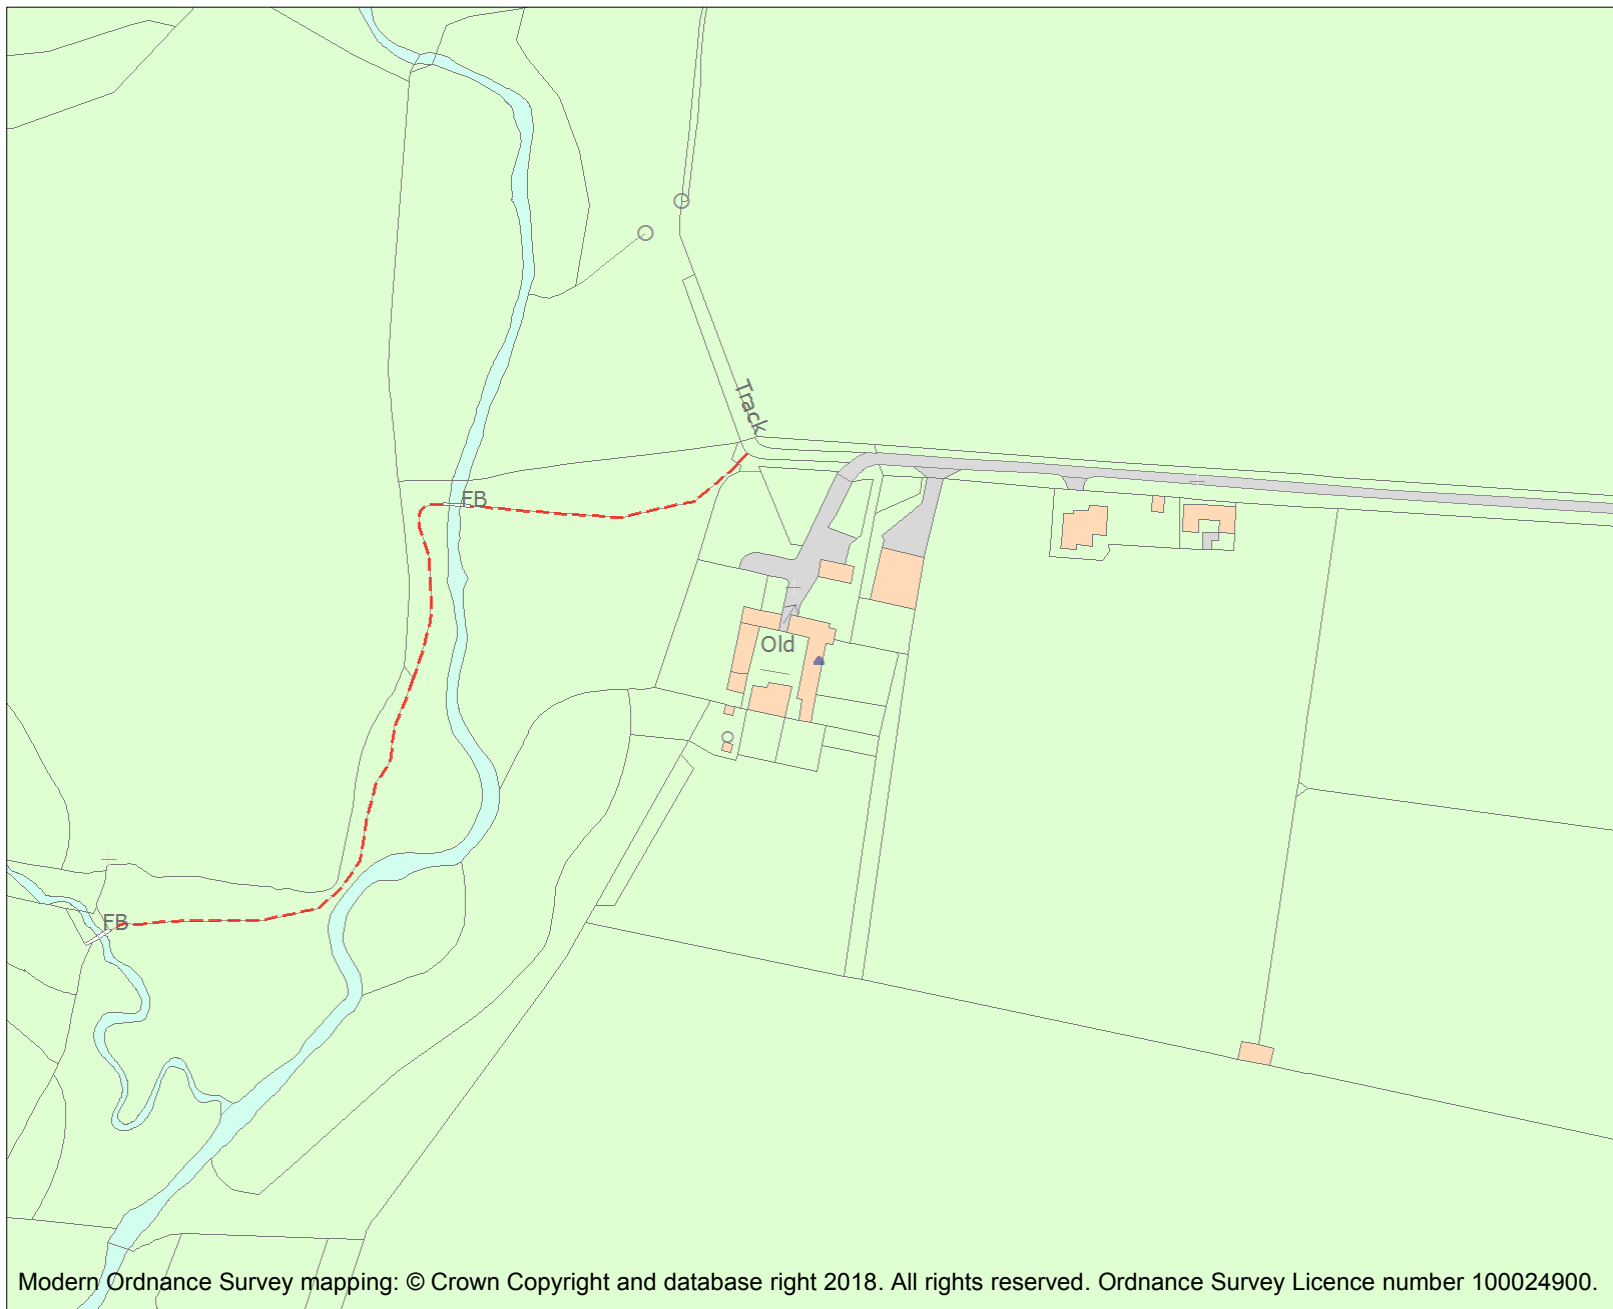 Track
FB
Old
FB
Modern Ordnance Survey mapping: © Crown Copyright and database right 2018. All rights reserved. Ordnance Survey Licence number 100024900.